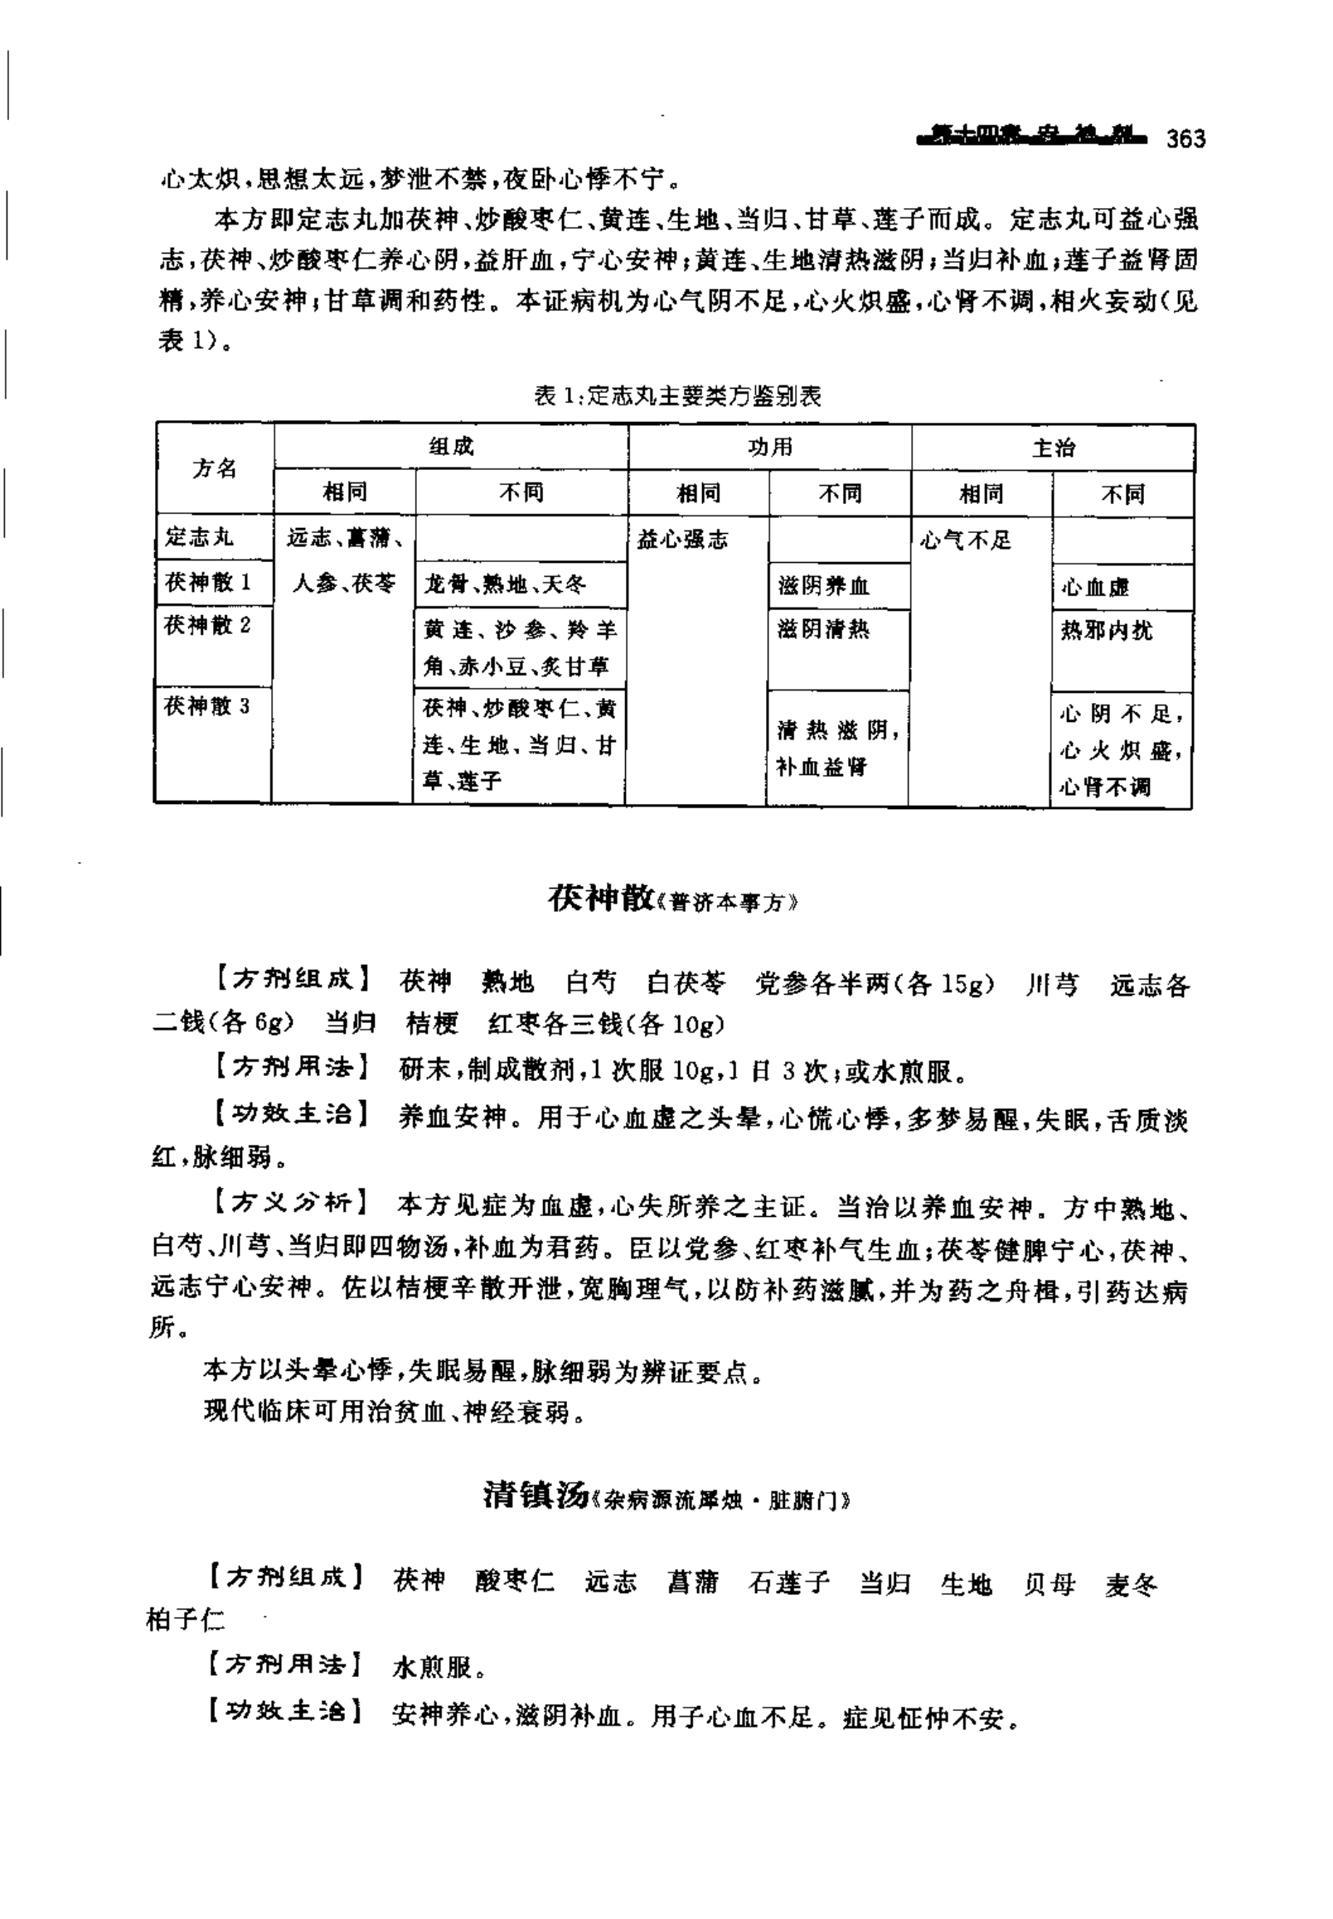 第十四章 安神剂 363
心太炽,思想太远,梦泄不禁,夜卧心悸不宁。
本方即定志丸加茯神、炒酸枣仁、黄连、生地、当归、甘草、莲子而成。定志丸可益心强
志,茯神、炒酸枣仁养心阴,益肝血,宁心安神;黄连、生地清热滋阴;当归补血;莲子益肾固
精,养心安神;甘草调和药性。本证病机为心气阴不足,心火炽盛,心肾不调,相火妄动(见
表1)。
表1:定志丸主要类方鉴别表
方名 组成 功用 主治
相同 不同 相同 不同 相同 不同
定志丸 远志、菖蒲、 益心强志 心气不足
茯神散1 人参、茯苓 龙骨、熟地、天冬 滋阴养血 心血虚
茯神散2 黄连、沙参、羚羊 滋阴清热 热邪内扰
角、赤小豆、炙甘草
茯神散3 茯神、炒酸枣仁、黄 心阴不足,
连、生地、当归、甘 清热滋阴, 心火炽盛,
草、莲子 补血益肾 心肾不调
茯神散《普济本事方》
【方剂组成】 茯神 熟地 白芍 白茯苓 党参各半两(各15g) 川芎 远志各
二钱(各6g) 当归 桔梗 红枣各三钱(各10g)
【方剂用法】 研末,制成散剂,1次服10g,1日3次;或水煎服。
【功效主治】 养血安神。用于心血虚之头晕,心慌心悸,多梦易醒,失眠,舌质淡
红,脉细弱。
【方义分析】 本方见症为血虚,心失所养之主证。当治以养血安神。方中熟地、
白芍、川芎、当归即四物汤,补血为君药。臣以党参、红枣补气生血;茯苓健脾宁心,茯神、
远志宁心安神。佐以桔梗辛散开泄,宽胸理气,以防补药滋腻,并为药之舟楫,引药达病
所。
本方以头晕心悸,失眠易醒,脉细弱为辨证要点。
现代临床可用治贫血、神经衰弱。
清镇汤《杂病源流犀烛·脏腑门》
【方剂组成】 茯神 酸枣仁 远志 菖蒲 石莲子 当归 生地 贝母 麦冬
柏子仁
【方剂用法】 水煎服。
【功效主治】 安神养心,滋阴补血。用子心血不足。症见怔忡不安。